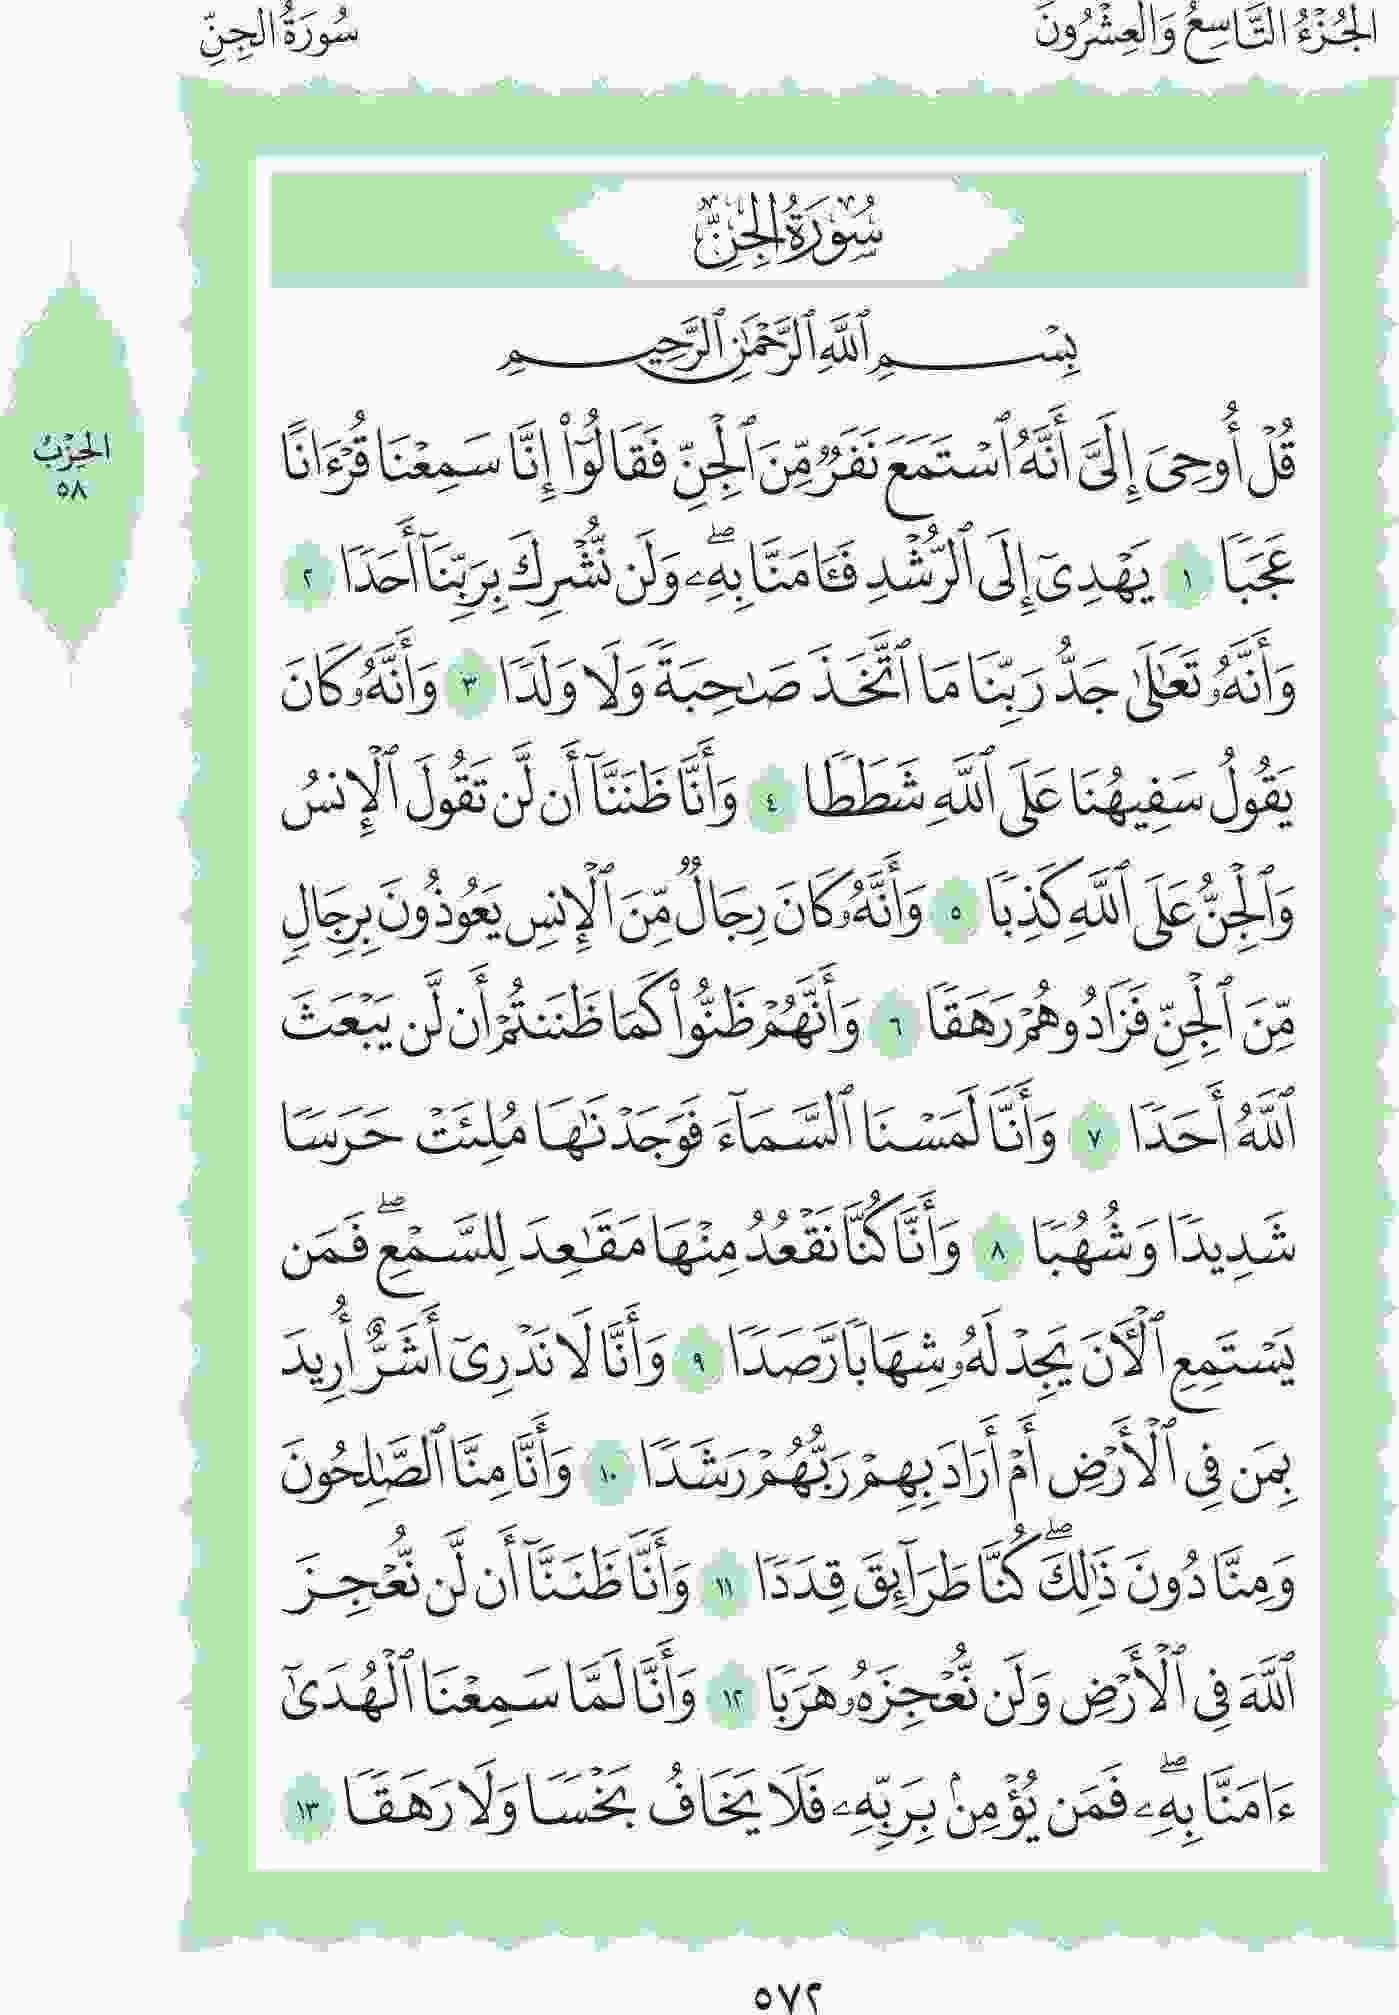 الجُزْءُ التَّاسِعُ وَالعِشْرُونَ
سُورَةُ الجِنِّ
سُورَةُ الجِنِّ
بِسْمِ ٱللَّهِ ٱلرَّحْمَٰنِ ٱلرَّحِيمِ
قُلْ أُوحِىَ إِلَىَّ أَنَّهُ ٱسْتَمَعَ نَفَرٌ مِّنَ ٱلْجِنِّ فَقَالُوٓا۟ إِنَّا سَمِعْنَا قُرْءَانًا
عَجَبًا ١ يَهْدِىٓ إِلَى ٱلرُّشْدِ فَـَٔامَنَّا بِهِۦۖ وَلَن نُّشْرِكَ بِرَبِّنَآ أَحَدًا ٢
وَأَنَّهُۥ تَعَٰلَىٰ جَدُّ رَبِّنَا مَا ٱتَّخَذَ صَٰحِبَةً وَلَا وَلَدًا ٣ وَأَنَّهُۥ كَانَ
يَقُولُ سَفِيهُنَا عَلَى ٱللَّهِ شَطَطًا ٤ وَأَنَّا ظَنَنَّآ أَن لَّن تَقُولَ ٱلْإِنسُ
وَٱلْجِنُّ عَلَى ٱللَّهِ كَذِبًا ٥ وَأَنَّهُۥ كَانَ رِجَالٌ مِّنَ ٱلْإِنسِ يَعُوذُونَ بِرِجَالٍ
مِّنَ ٱلْجِنِّ فَزَادُوهُمْ رَهَقًا ٦ وَأَنَّهُمْ ظَنُّوا۟ كَمَا ظَنَنتُمْ أَن لَّن يَبْعَثَ
ٱللَّهُ أَحَدًا ٧ وَأَنَّا لَمَسْنَا ٱلسَّمَآءَ فَوَجَدْنَٰهَا مُلِئَتْ حَرَسًا
شَدِيدًا وَشُهُبًا ٨ وَأَنَّا كُنَّا نَقْعُدُ مِنْهَا مَقَٰعِدَ لِلسَّمْعِۖ فَمَن
يَسْتَمِعِ ٱلْـَٔانَ يَجِدْ لَهُۥ شِهَابًا رَّصَدًا ٩ وَأَنَّا لَا نَدْرِىٓ أَشَرٌّ أُرِيدَ
بِمَن فِى ٱلْأَرْضِ أَمْ أَرَادَ بِهِمْ رَبُّهُمْ رَشَدًا ١٠ وَأَنَّا مِنَّا ٱلصَّٰلِحُونَ
وَمِنَّا دُونَ ذَٰلِكَۖ كُنَّا طَرَآئِقَ قِدَدًا ١١ وَأَنَّا ظَنَنَّآ أَن لَّن نُّعْجِزَ
ٱللَّهَ فِى ٱلْأَرْضِ وَلَن نُّعْجِزَهُۥ هَرَبًا ١٢ وَأَنَّا لَمَّا سَمِعْنَا ٱلْهُدَىٰٓ
ءَامَنَّا بِهِۦۖ فَمَن يُؤْمِنۢ بِرَبِّهِۦ فَلَا يَخَافُ بَخْسًا وَلَا رَهَقًا ١٣
الحِزْبُ
٥٨
٥٧٢